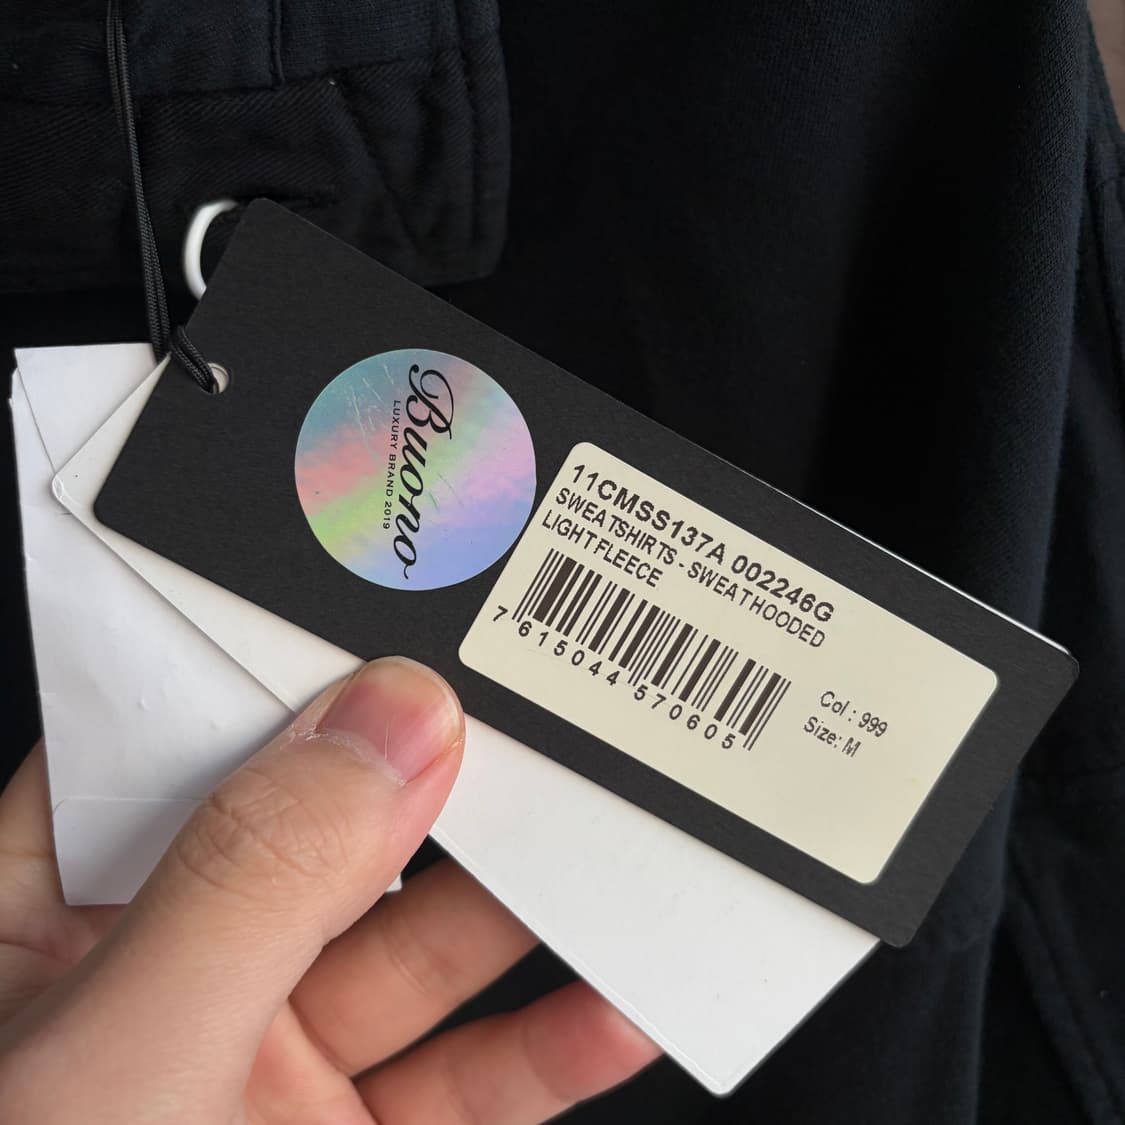 Buono
LUXURY BRAND 2019
11CMSS137A 002246G
SWEATSHIRTS - SWEAT HOODED
LIGHT FLEECE
7 615044 570605
Col : 999
Size: M